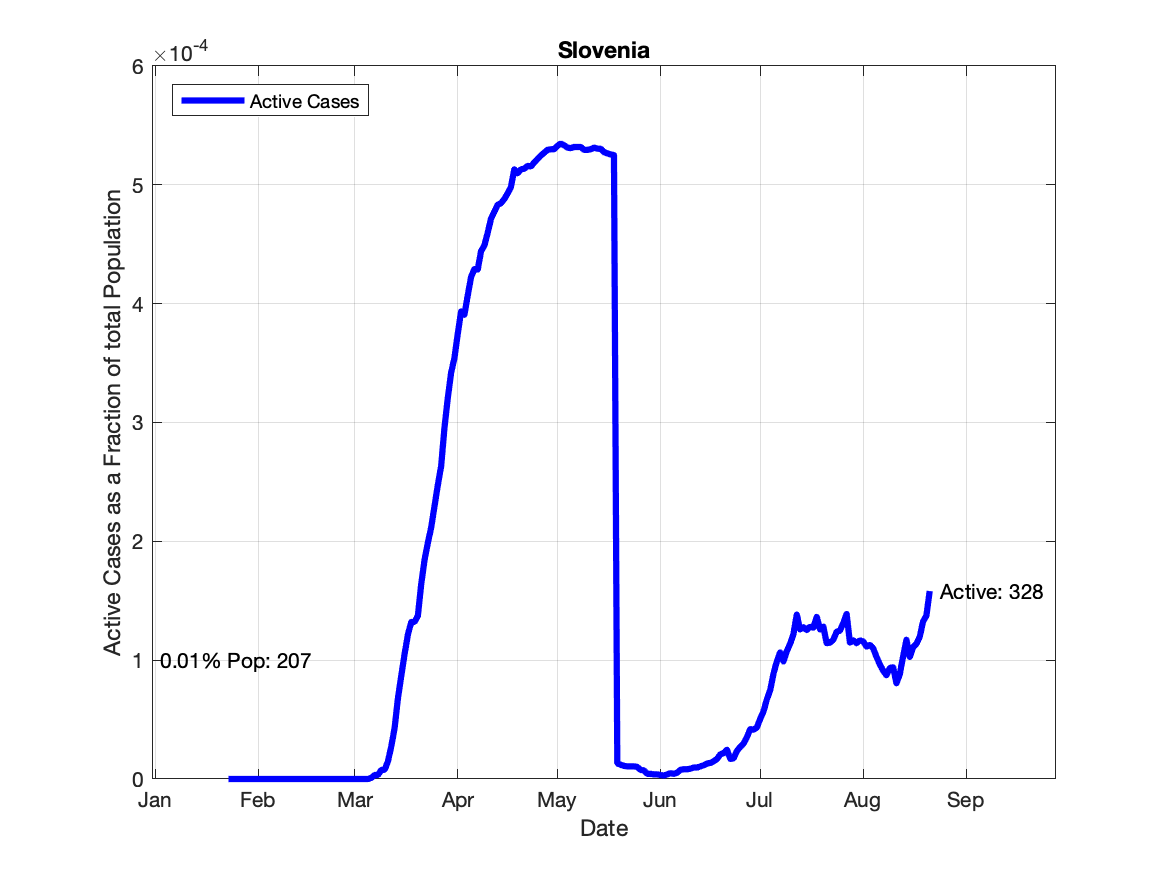 Slovenia
×10-4
Active Cases
6
5
4
3
2
1
0
Active Cases as a Fraction of total Population
0.01% Pop: 207
Active: 328
Jan Feb Mar Apr May Jun Jul Aug Sep
Date